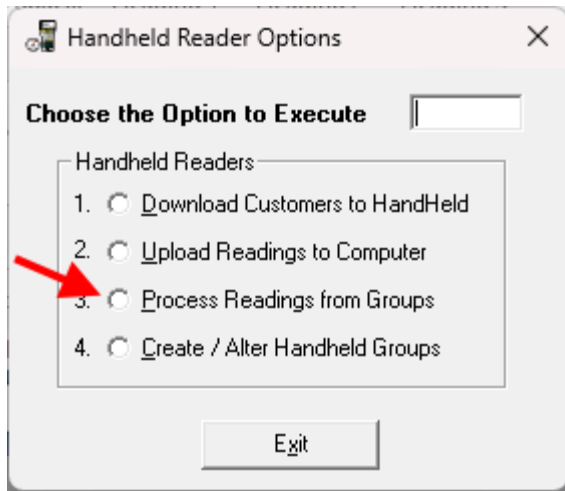 Handheld Reader Options
Choose the Option to Execute
Handheld Readers
1. Download Customers to HandHeld
2. Upload Readings to Computer
3. Process Readings from Groups
4. Create / Alter Handheld Groups
Exit